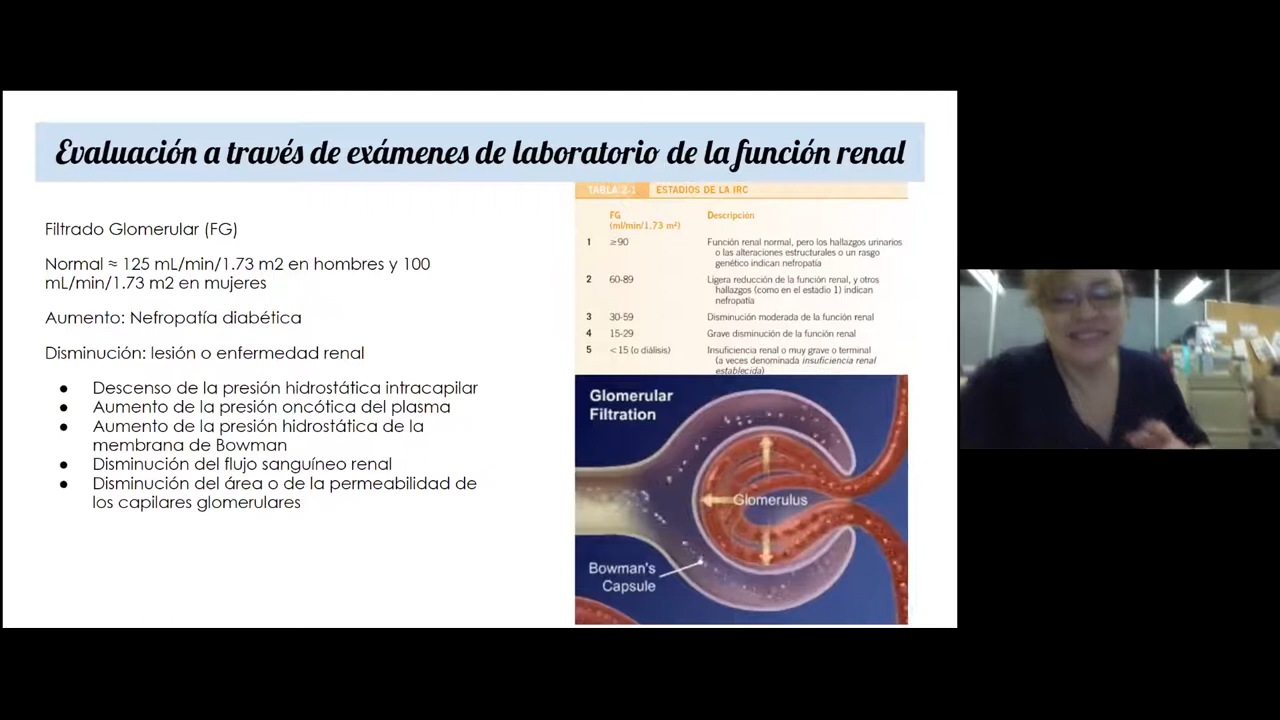 Evaluación a través de exámenes de laboratorio de la función renal
Filtrado Glomerular (FG)
Normal ≈ 125 mL/min/1.73 m2 en hombres y 100
mL/min/1.73 m2 en mujeres
Aumento: Nefropatía diabética
Disminución: lesión o enfermedad renal
● Descenso de la presión hidrostática intracapilar
● Aumento de la presión oncótica del plasma
● Aumento de la presión hidrostática de la
membrana de Bowman
● Disminución del flujo sanguíneo renal
● Disminución del área o de la permeabilidad de
los capilares glomerulares
TABLA 2-1 ESTADIOS DE LA IRC
FG
(ml/min/1,73 m²) Descripción
1 ≥90 Función renal normal, pero los hallazgos urinarios
o las alteraciones estructurales o un rasgo
genético indican nefropatía
2 60-89 Ligera reducción de la función renal, y otros
hallazgos (como en el estadio 1) indican
nefropatía
3 30-59 Disminución moderada de la función renal
4 15-29 Grave disminución de la función renal
5 < 15 (o diálisis) Insuficiencia renal o muy grave o terminal
(a veces denominada insuficiencia renal
establecida)
Glomerular
Filtration
Glomerulus
Bowman's
Capsule